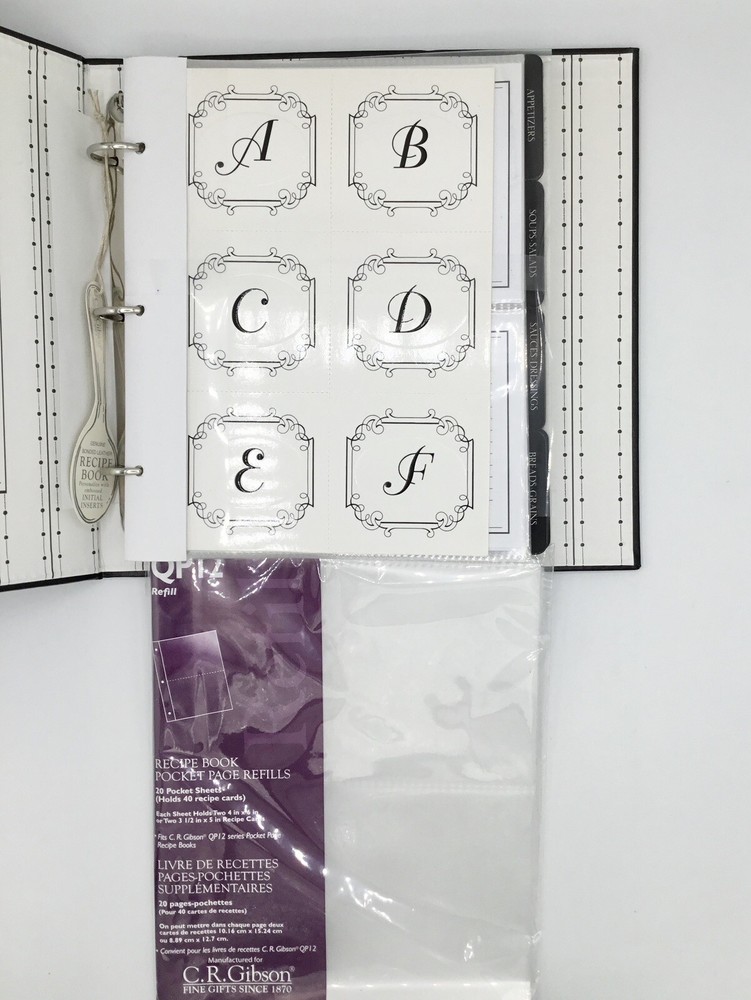 A
B
C
D
E
F
APPETIZERS
SOUPS SALADS
SAUCES DRESSINGS
BREADS GRAINS
GENUINE
BONDED LEATHER
RECIPE
BOOK
INITIAL
INSERTS
QP12
Refill
RECIPE BOOK
POCKET PAGE REFILLS
20 Pocket Sheets
(Holds 40 recipe cards)
Each Sheet Holds Two 4 in x 6 in
or Two 3 1/2 in x 5 in Recipe Cards
* Fits C. R. Gibson® QP12 series Pocket Page
Recipe Books
LIVRE DE RECETTES
PAGES-POCHETTES
SUPPLÉMENTAIRES
20 pages-pochettes
(Pour 40 cartes de recettes)
On peut mettre dans chaque page deux
cartes de recettes 10.16 cm x 15.24 cm
ou 8.89 cm x 12.7 cm.
* Convient pour les livres de recettes C. R. Gibson® QP12
Manufactured for
C.R.Gibson®
FINE GIFTS SINCE 1870